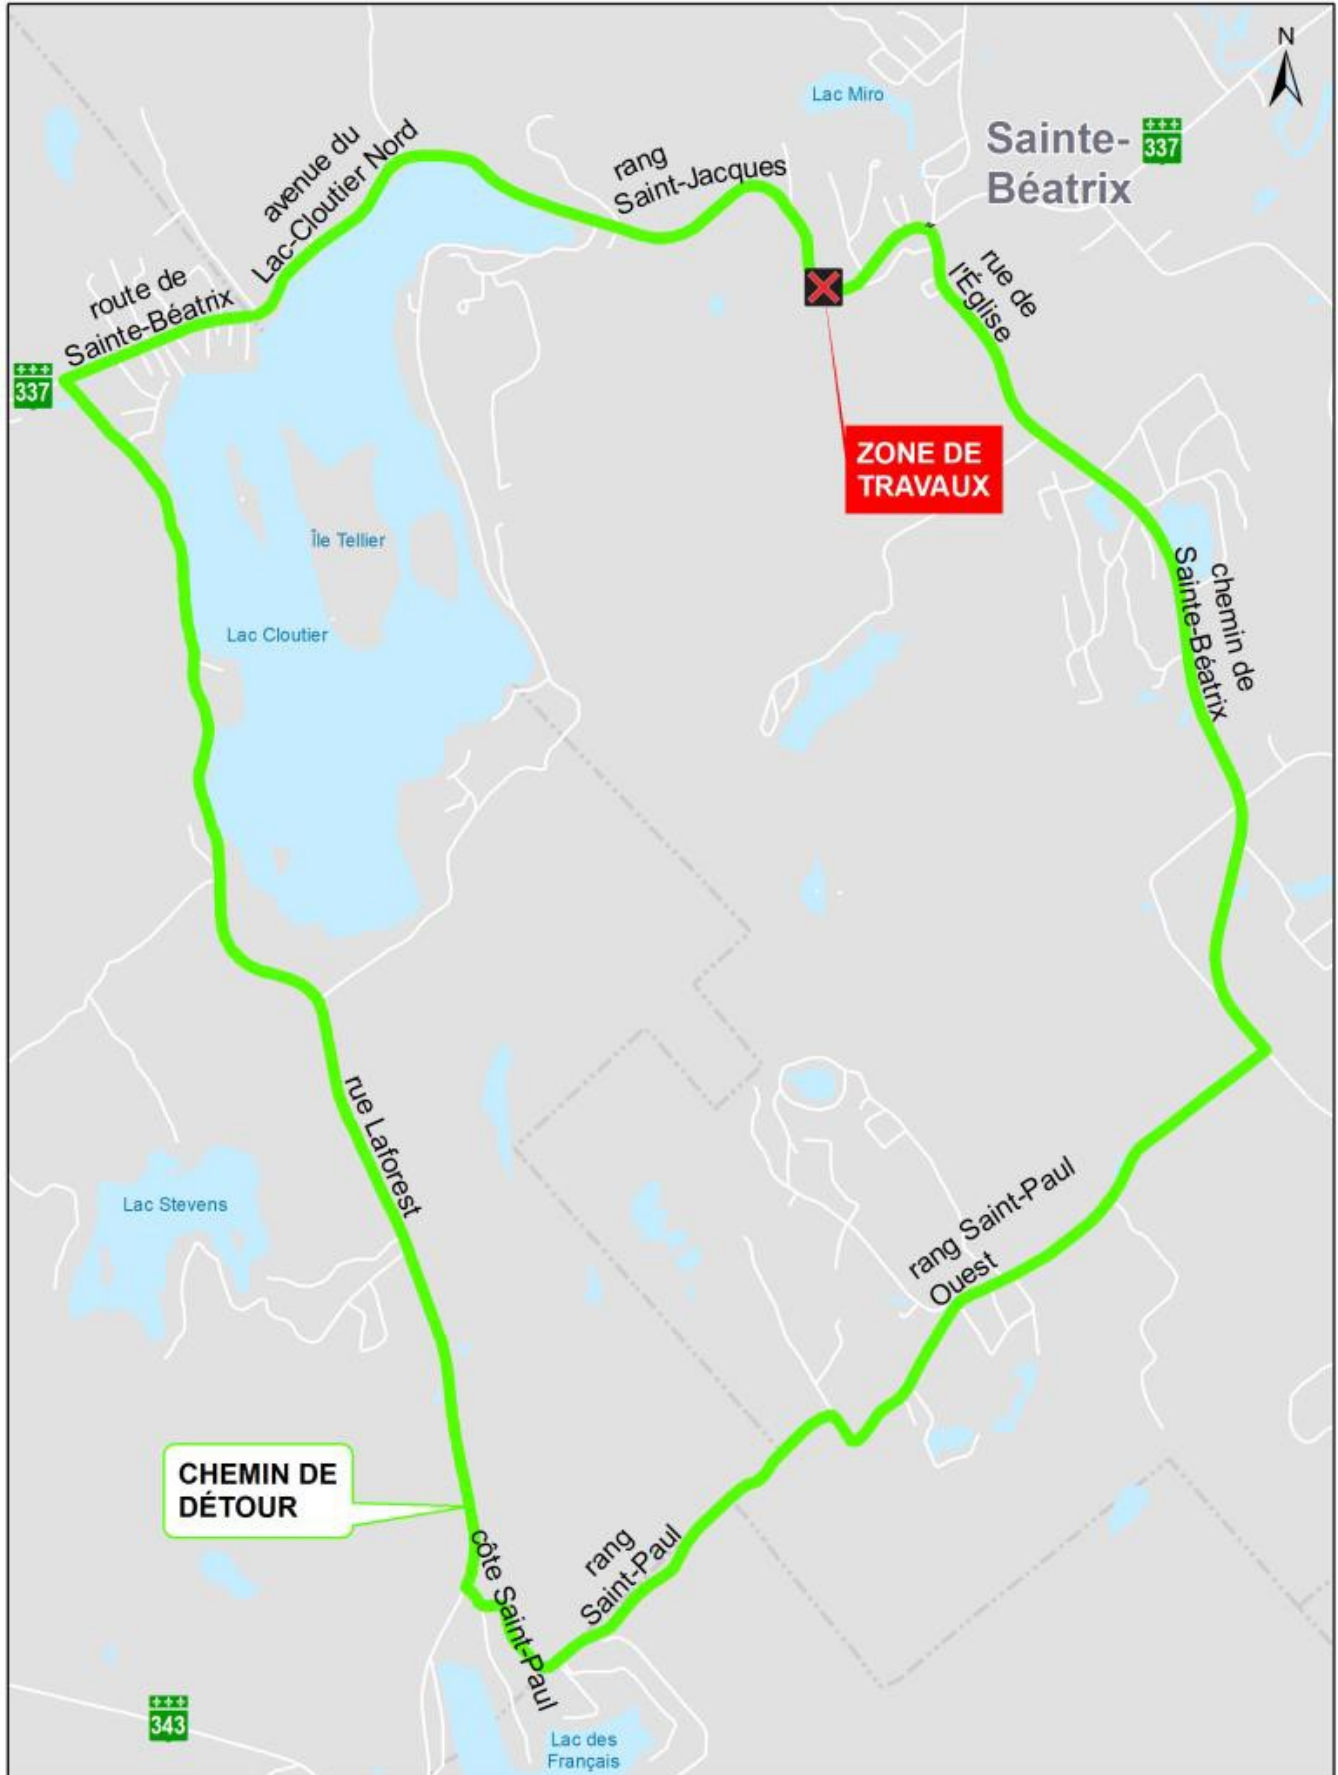 N
Lac Miro
Sainte-
Béatrix
337
avenue du
Lac-Cloutier Nord
rang
Saint-Jacques
route de
Sainte-Béatrix
337
rue de
l'Église
ZONE DE
TRAVAUX
Île Tellier
Lac Cloutier
chemin de
Sainte-Béatrix
rue Laforest
Lac Stevens
rang Saint-Paul
Ouest
CHEMIN DE
DÉTOUR
côte Saint-Paul
rang
Saint-Paul
343
Lac des
Français